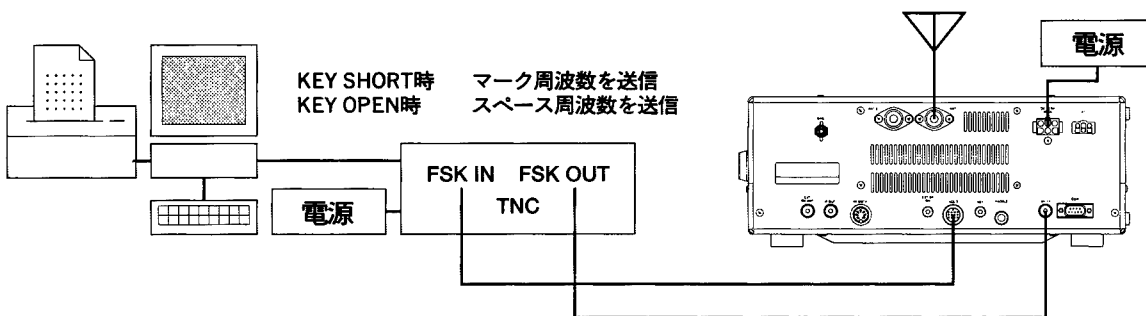 電源
KEY SHORT時 マーク周波数を送信
KEY OPEN時 スペース周波数を送信
FSK IN FSK OUT
TNC
電源